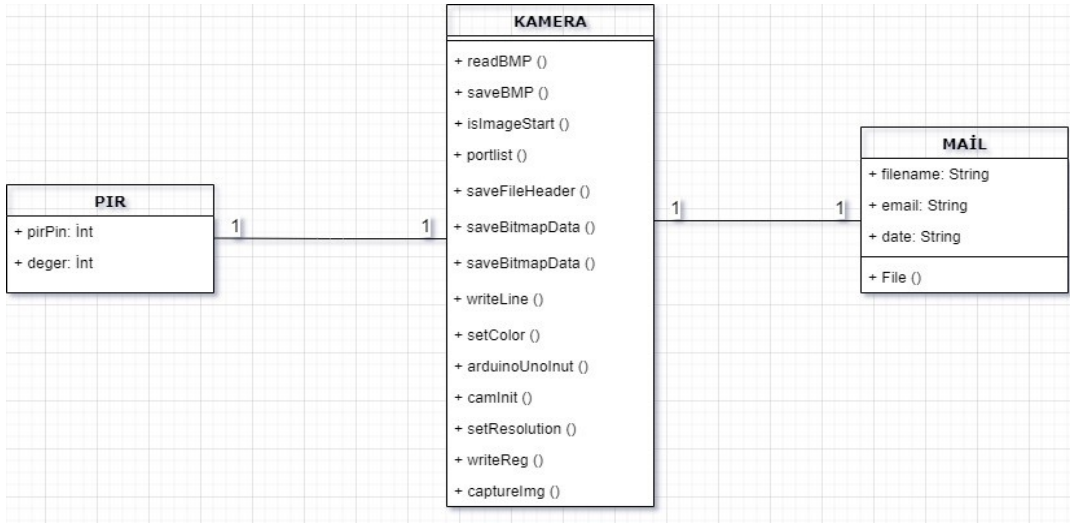 PIR
+ pirPin: İnt
+ deger: İnt
1
1
KAMERA
+ readBMP ()
+ saveBMP ()
+ isImageStart ()
+ portlist ()
+ saveFileHeader ()
+ saveBitmapData ()
+ saveBitmapData ()
+ writeLine ()
+ setColor ()
+ arduinoUnoInut ()
+ camInit ()
+ setResolution ()
+ writeReg ()
+ captureImg ()
1
1
MAİL
+ filename: String
+ email: String
+ date: String
+ File ()